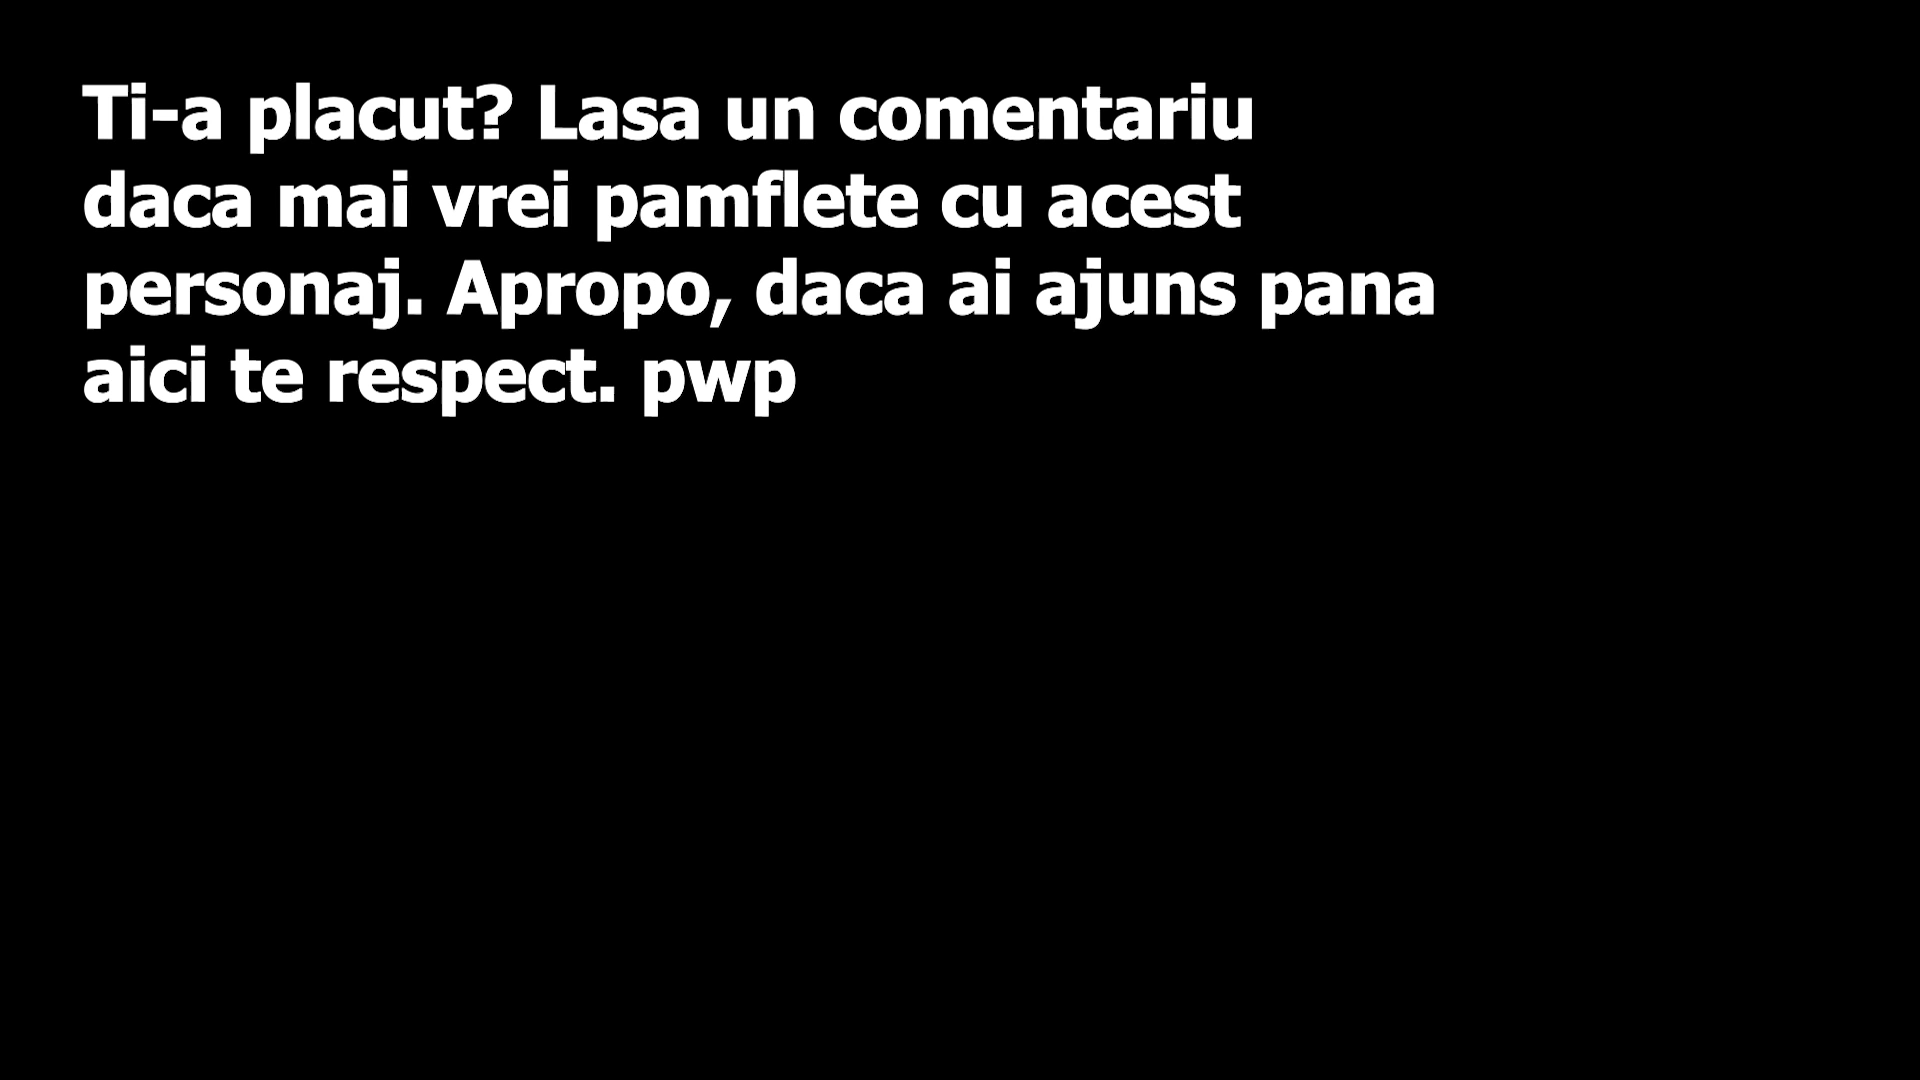 Ti-a placut? Lasa un comentariu
daca mai vrei pamflete cu acest
personaj. Apropo, daca ai ajuns pana
aici te respect. pwp